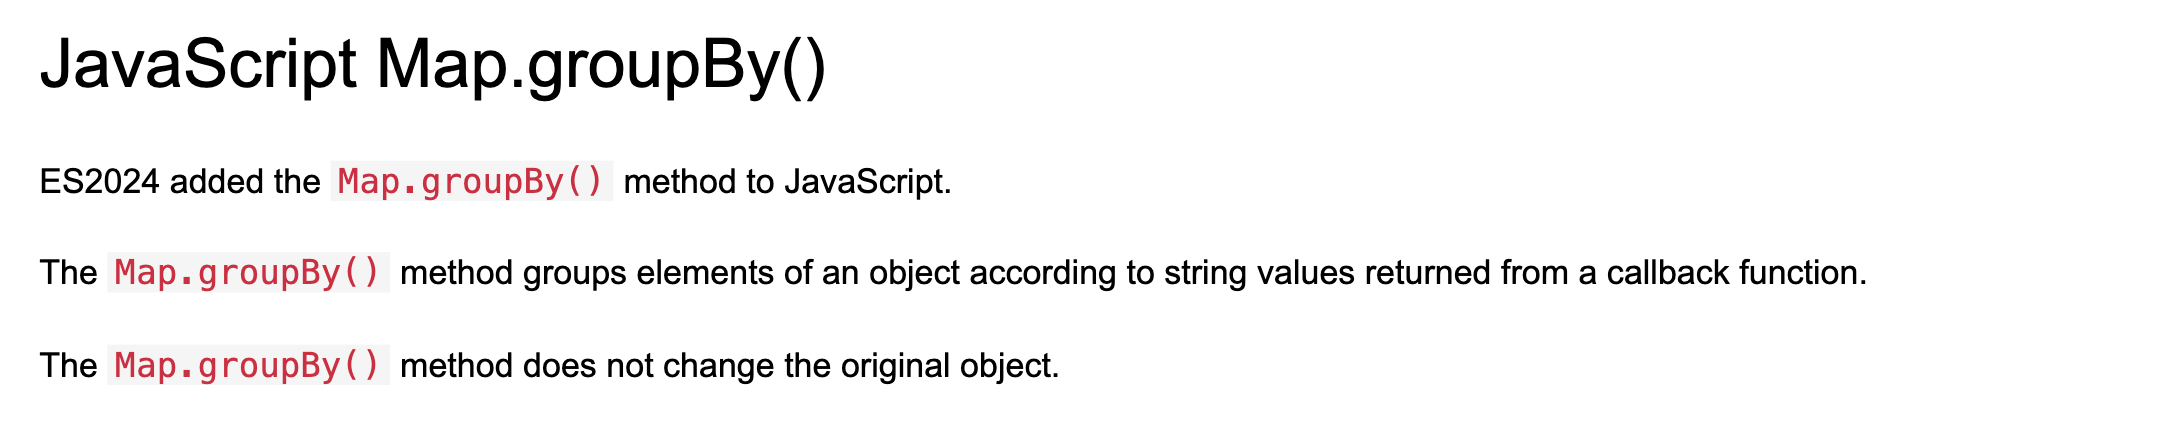 JavaScript Map.groupBy()
ES2024 added the Map.groupBy() method to JavaScript.
The Map.groupBy() method groups elements of an object according to string values returned from a callback function.
The Map.groupBy() method does not change the original object.